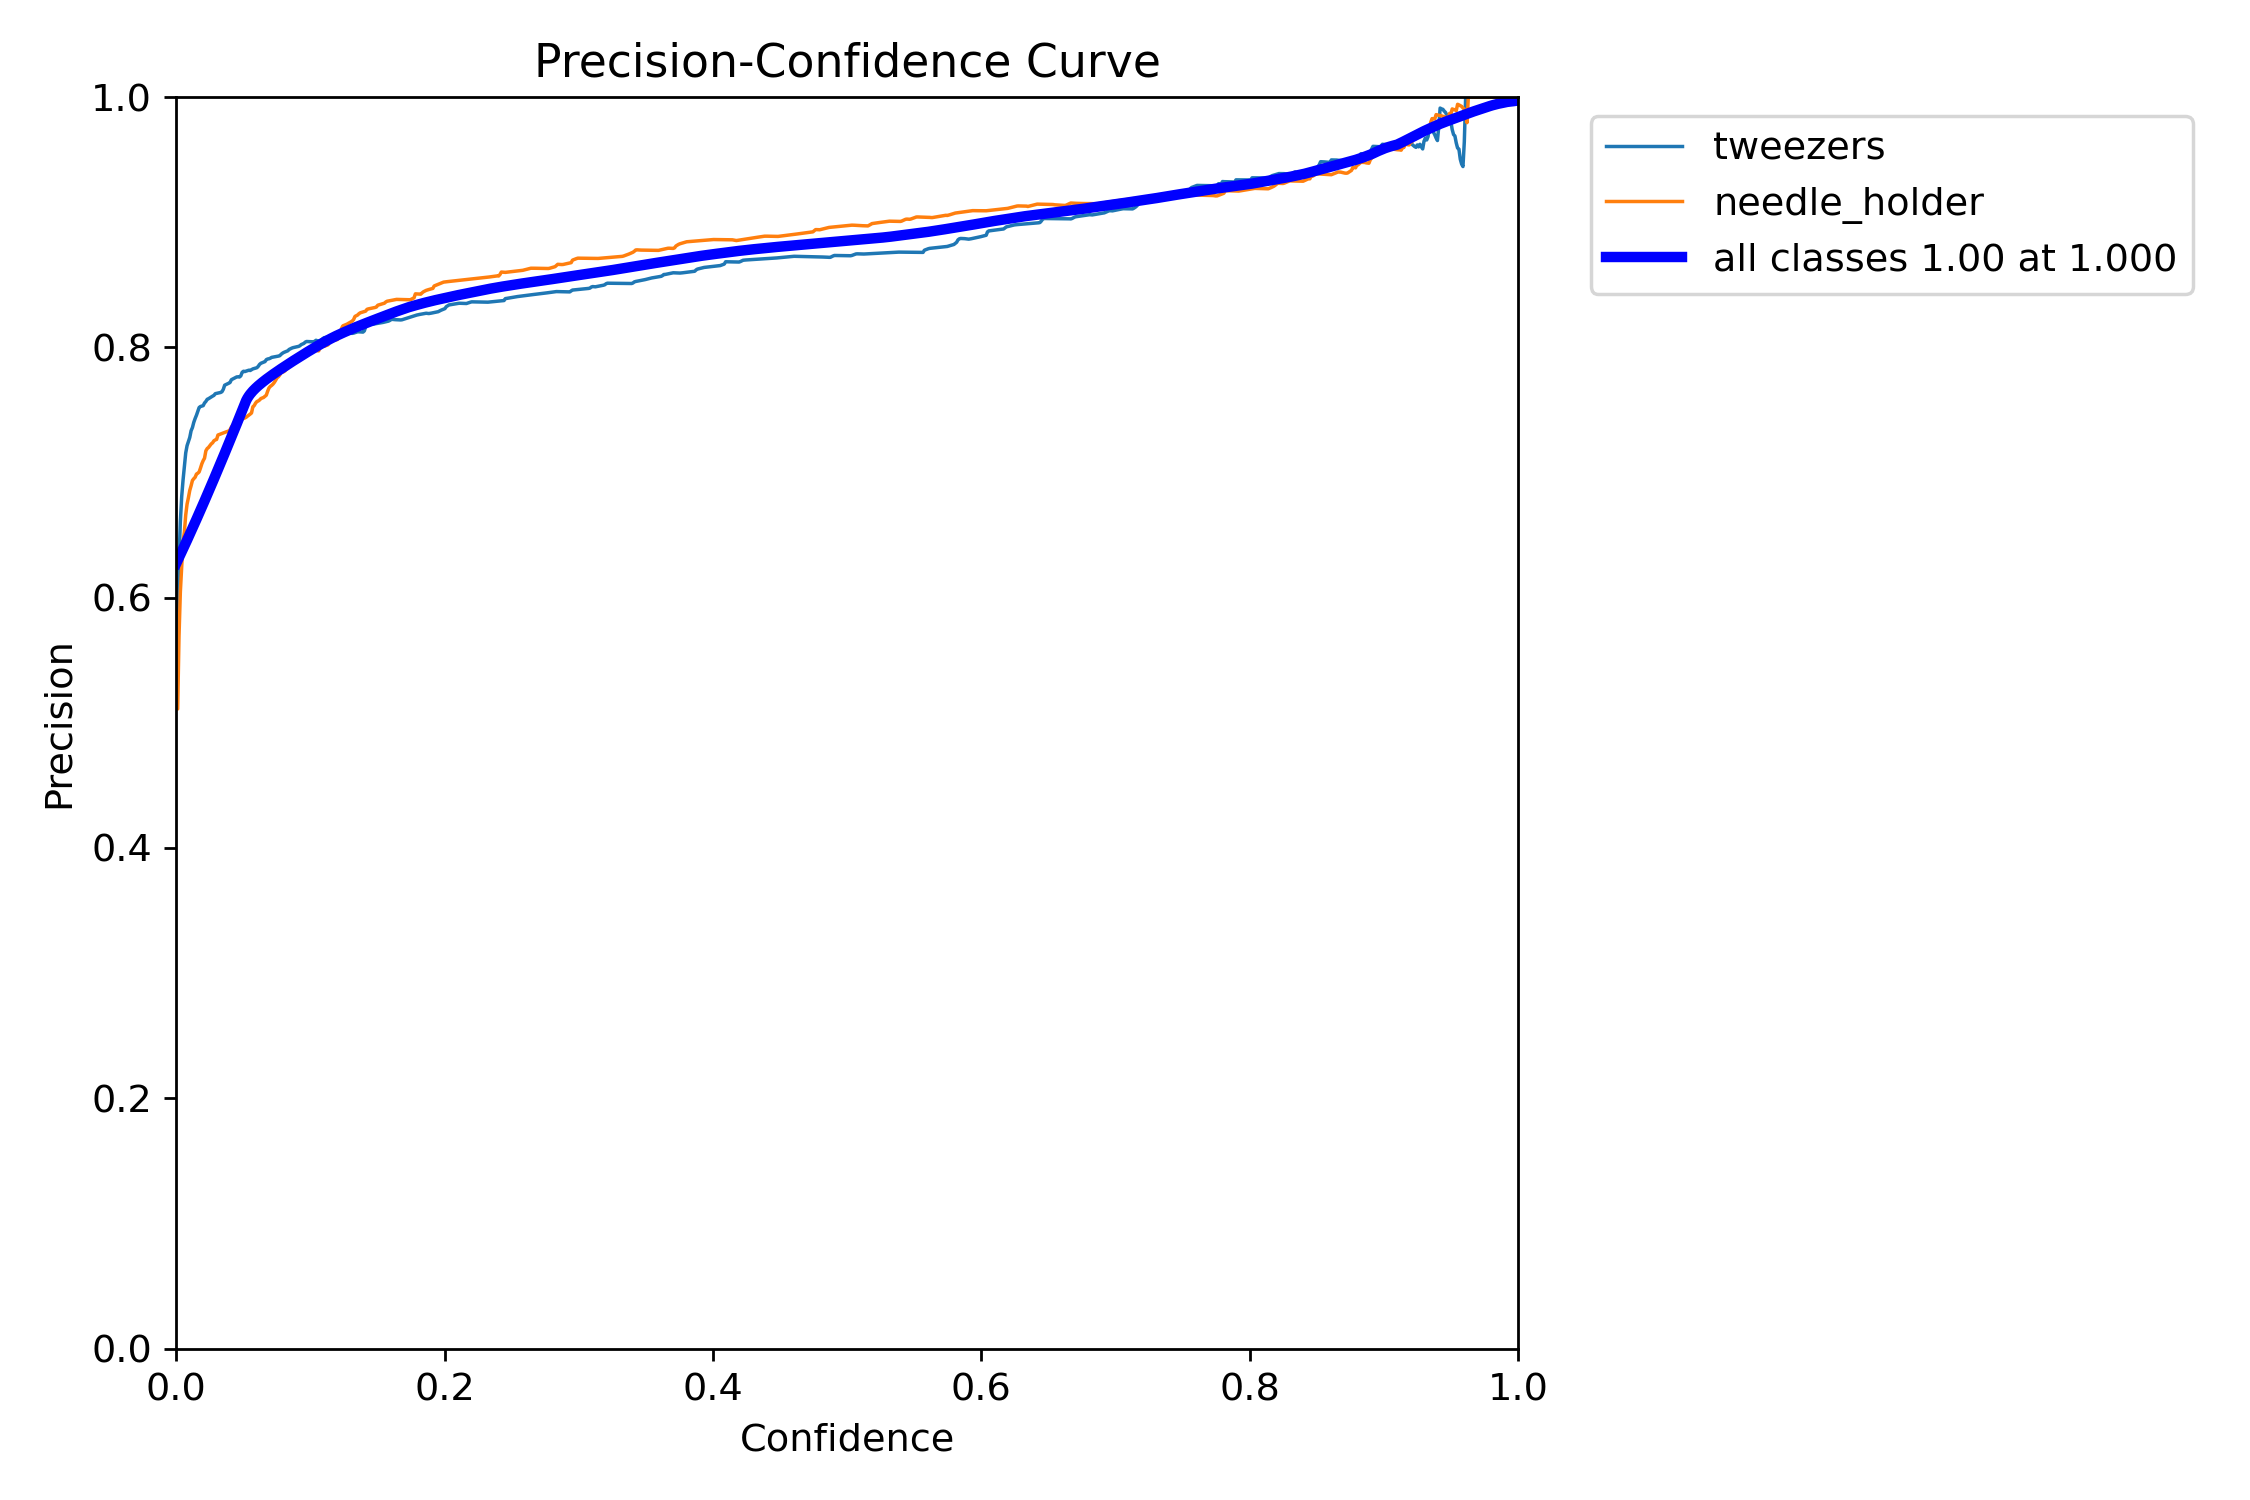 Precision-Confidence Curve
1.0
0.8
0.6
0.4
0.2
0.0
Precision
0.0 0.2 0.4 0.6 0.8 1.0
Confidence
tweezers
needle_holder
all classes 1.00 at 1.000